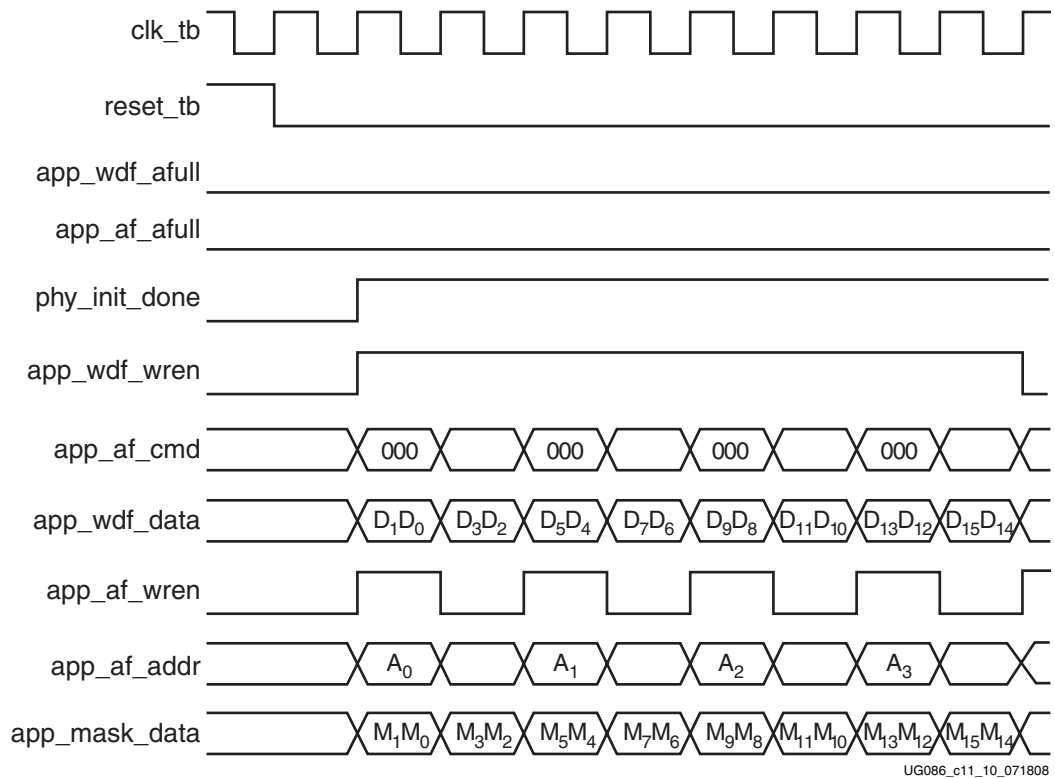 clk_tb
reset_tb
app_wdf_afull
app_af_afull
phy_init_done
app_wdf_wren
app_af_cmd 000 000 000 000
app_wdf_data D₁D₀ D₃D₂ D₅D₄ D₇D₆ D₉D₈ D₁₁D₁₀ D₁₃D₁₂ D₁₅D₁₄
app_af_wren
app_af_addr A₀ A₁ A₂ A₃
app_mask_data M₁M₀ M₃M₂ M₅M₄ M₇M₆ M₉M₈ M₁₁M₁₀ M₁₃M₁₂ M₁₅M₁₄
UG086_c11_10_071808